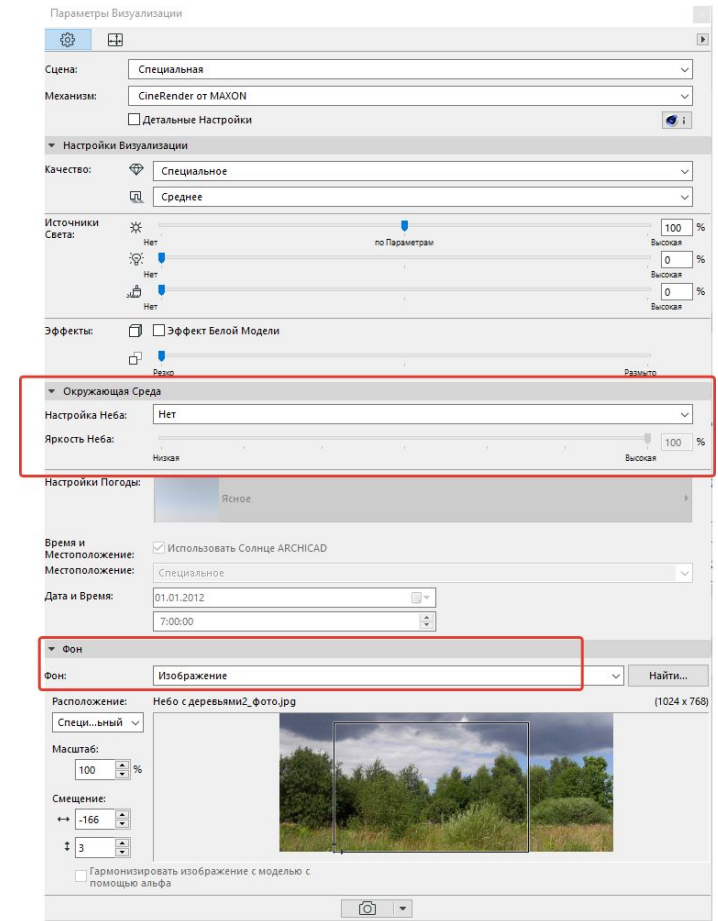 Параметры Визуализации
Сцена: Специальная
Механизм: CineRender от MAXON
Детальные Настройки
Настройки Визуализации
Качество: Специальное
Среднее
Источники Света: 100 %
Нет по Параметрам Высокая
0 %
Нет Высокая
0 %
Нет Высокая
Эффекты: Эффект Белой Модели
Резко Размыто
Окружающая Среда
Настройка Неба: Нет
Яркость Неба: 100 %
Низкая Высокая
Настройки Погоды: Ясное
Время и Местоположение: Использовать Солнце ARCHICAD
Местоположение: Специальное
Дата и Время: 01.01.2012
7:00:00
Фон
Фон: Изображение Найти...
Расположение: Небо с деревьями2_фото.jpg (1024 x 768)
Специ...ьный
Масштаб:
100 %
Смещение:
-166
3
Гармонизировать изображение с моделью с
помощью альфа